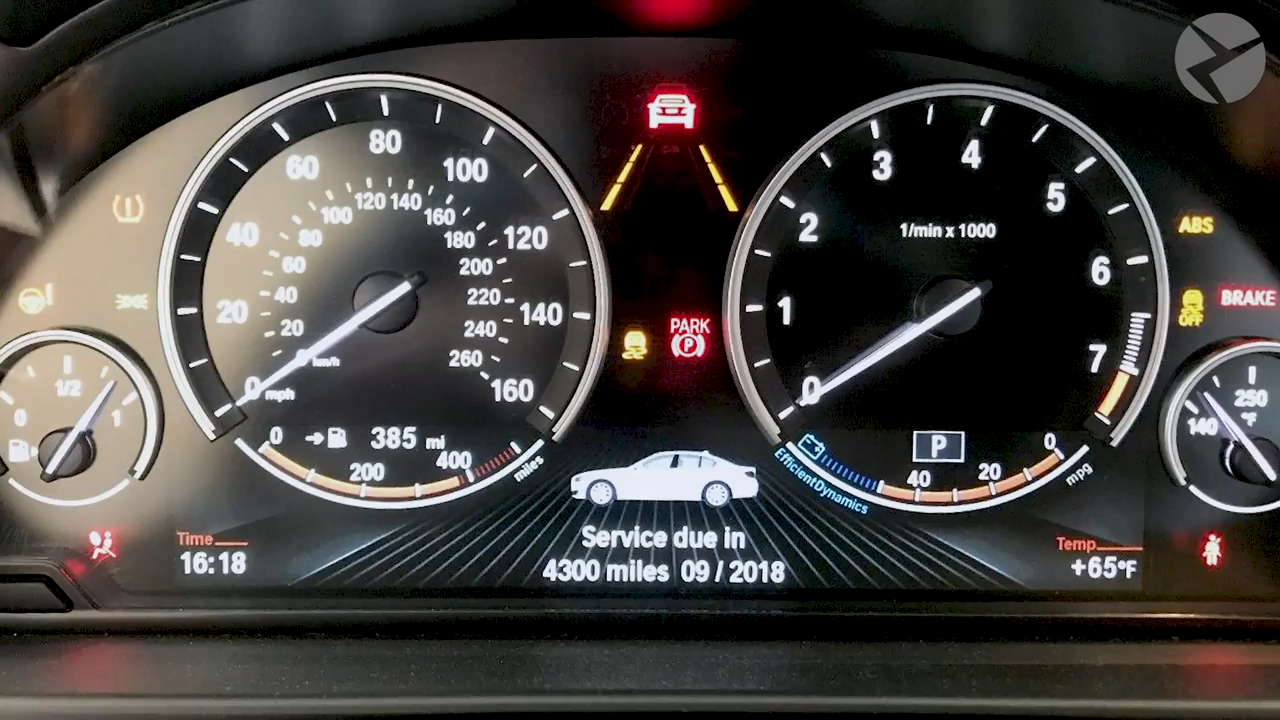 80
60
100
120 140
100
160
40
80
180
120
60
200
20
40
220
140
20
240
km/h
260
0
mph
160
0
385 mi
200
400
miles
1/2
0
1
Time
16:18
PARK
P
Service due in
4300 miles 09 / 2018
4
3
5
2
1/min x 1000
6
1
7
0
P
0
40
20
mpg
EfficientDynamics
ABS
OFF
BRAKE
250
°F
140
Temp
+65°F